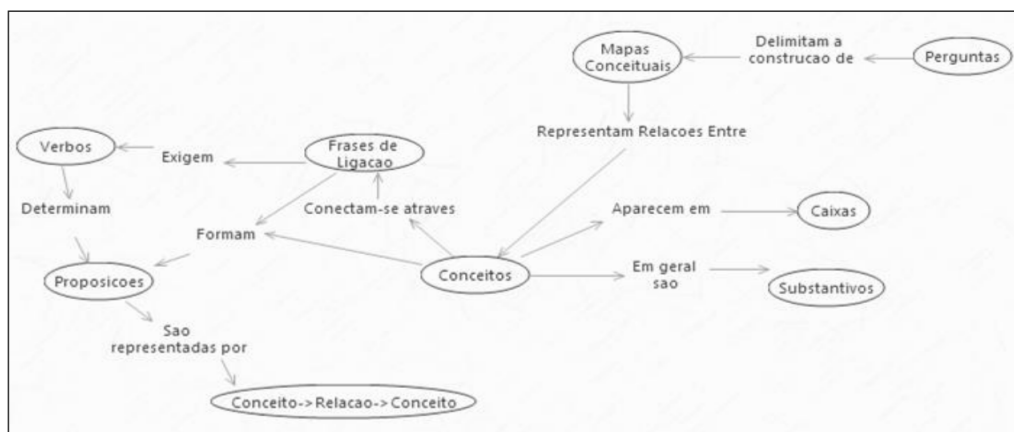 Mapas
Conceituais
Delimitam a
construcao de
Perguntas
Representam Relacoes Entre
Verbos
Exigem
Frases de
Ligacao
Determinam
Conectam-se atraves
Aparecem em
Caixas
Formam
Proposicoes
Conceitos
Em geral
sao
Substantivos
Sao
representadas por
Conceito->Relacao->Conceito